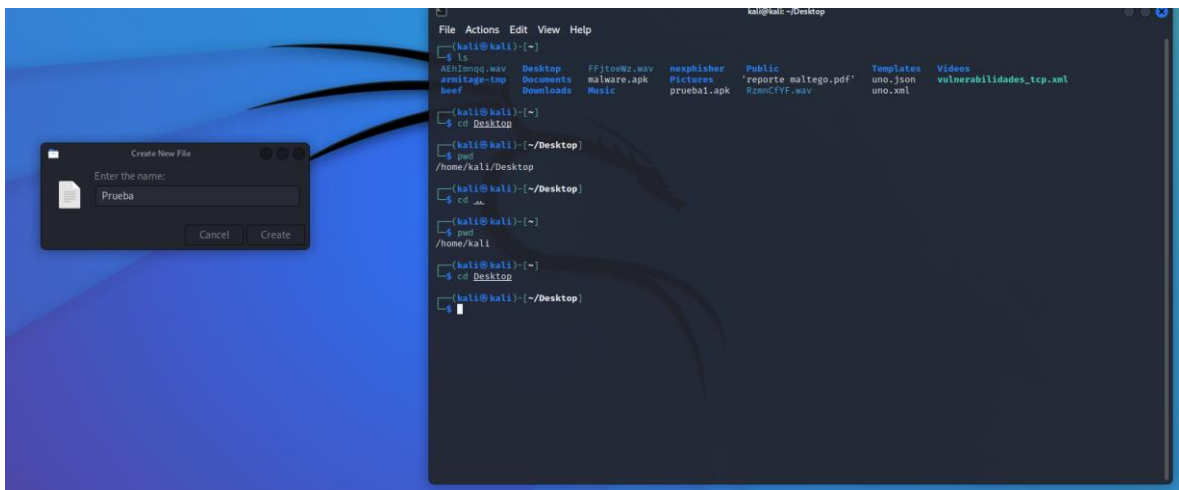 kali@kali: ~/Desktop
File Actions Edit View Help
(kali㉿kali)-[~]
$ ls
AEhImnqq.wav Desktop FFjtoeWz.wav nexphisher Public Templates Videos
armitage-tmp Documents malware.apk Pictures 'reporte maltego.pdf' uno.json vulnerabilidades_tcp.xml
beef Downloads Music prueba1.apk RzmnCfYF.wav uno.xml
(kali㉿kali)-[~]
$ cd Desktop
(kali㉿kali)-[~/Desktop]
$ pwd
/home/kali/Desktop
(kali㉿kali)-[~/Desktop]
$ cd ..
(kali㉿kali)-[~]
$ pwd
/home/kali
(kali㉿kali)-[~]
$ cd Desktop
(kali㉿kali)-[~/Desktop]
$
Create New File
Enter the name:
Prueba
Cancel Create